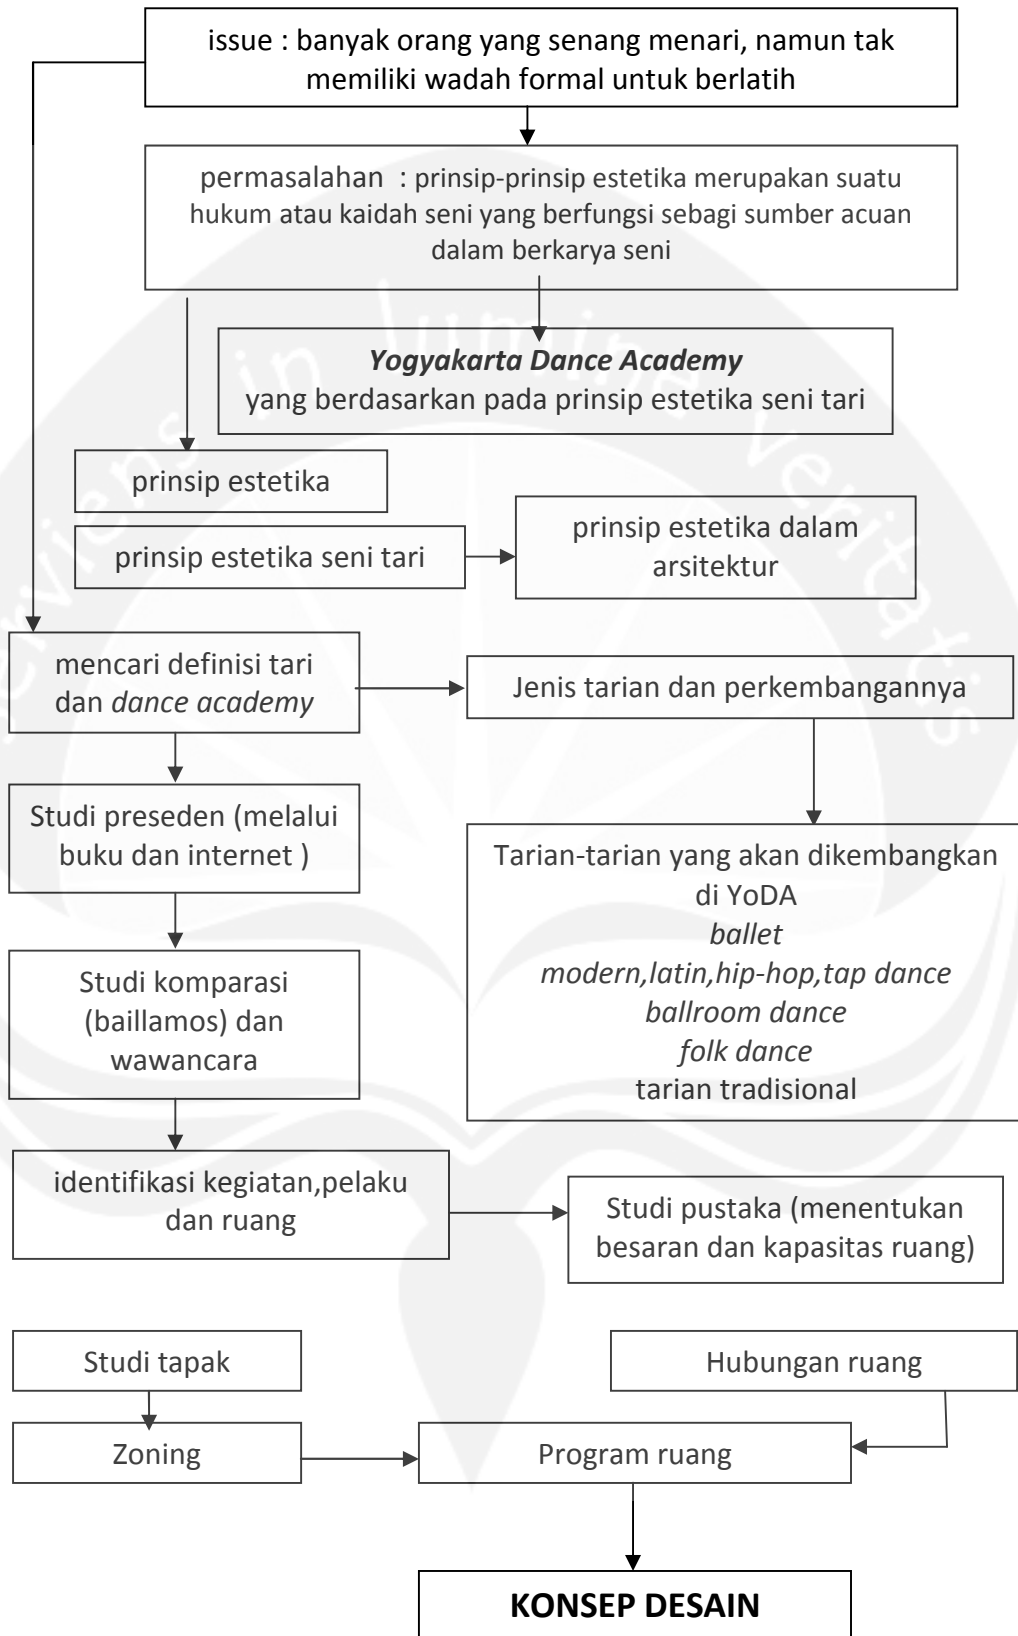 issue : banyak orang yang senang menari, namun tak
memiliki wadah formal untuk berlatih
permasalahan : prinsip-prinsip estetika merupakan suatu
hukum atau kaidah seni yang berfungsi sebagi sumber acuan
dalam berkarya seni
Yogyakarta Dance Academy
yang berdasarkan pada prinsip estetika seni tari
prinsip estetika
prinsip estetika seni tari
prinsip estetika dalam
arsitektur
mencari definisi tari
dan dance academy
Jenis tarian dan perkembangannya
Studi preseden (melalui
buku dan internet )
Tarian-tarian yang akan dikembangkan
di YoDA
ballet
modern,latin,hip-hop,tap dance
ballroom dance
folk dance
tarian tradisional
Studi komparasi
(baillamos) dan
wawancara
identifikasi kegiatan,pelaku
dan ruang
Studi pustaka (menentukan
besaran dan kapasitas ruang)
Studi tapak
Hubungan ruang
Zoning
Program ruang
KONSEP DESAIN
serviens in lumine veritatis